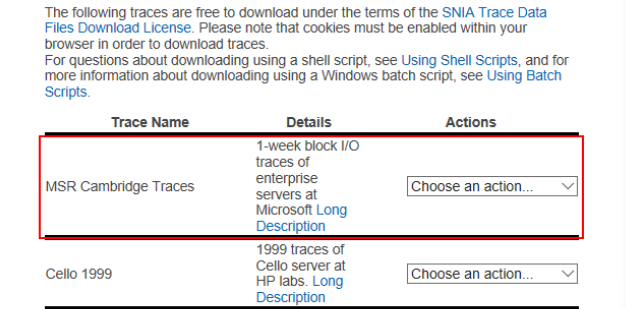 The following traces are free to download under the terms of the SNIA Trace Data
Files Download License. Please note that cookies must be enabled within your
browser in order to download traces.
For questions about downloading using a shell script, see Using Shell Scripts, and for
more information about downloading using a Windows batch script, see Using Batch
Scripts.
Trace Name Details Actions
1-week block I/O
traces of
enterprise
MSR Cambridge Traces servers at Choose an action...
Microsoft Long
Description
1999 traces of
Cello 1999 Cello server at Choose an action...
HP labs. Long
Description